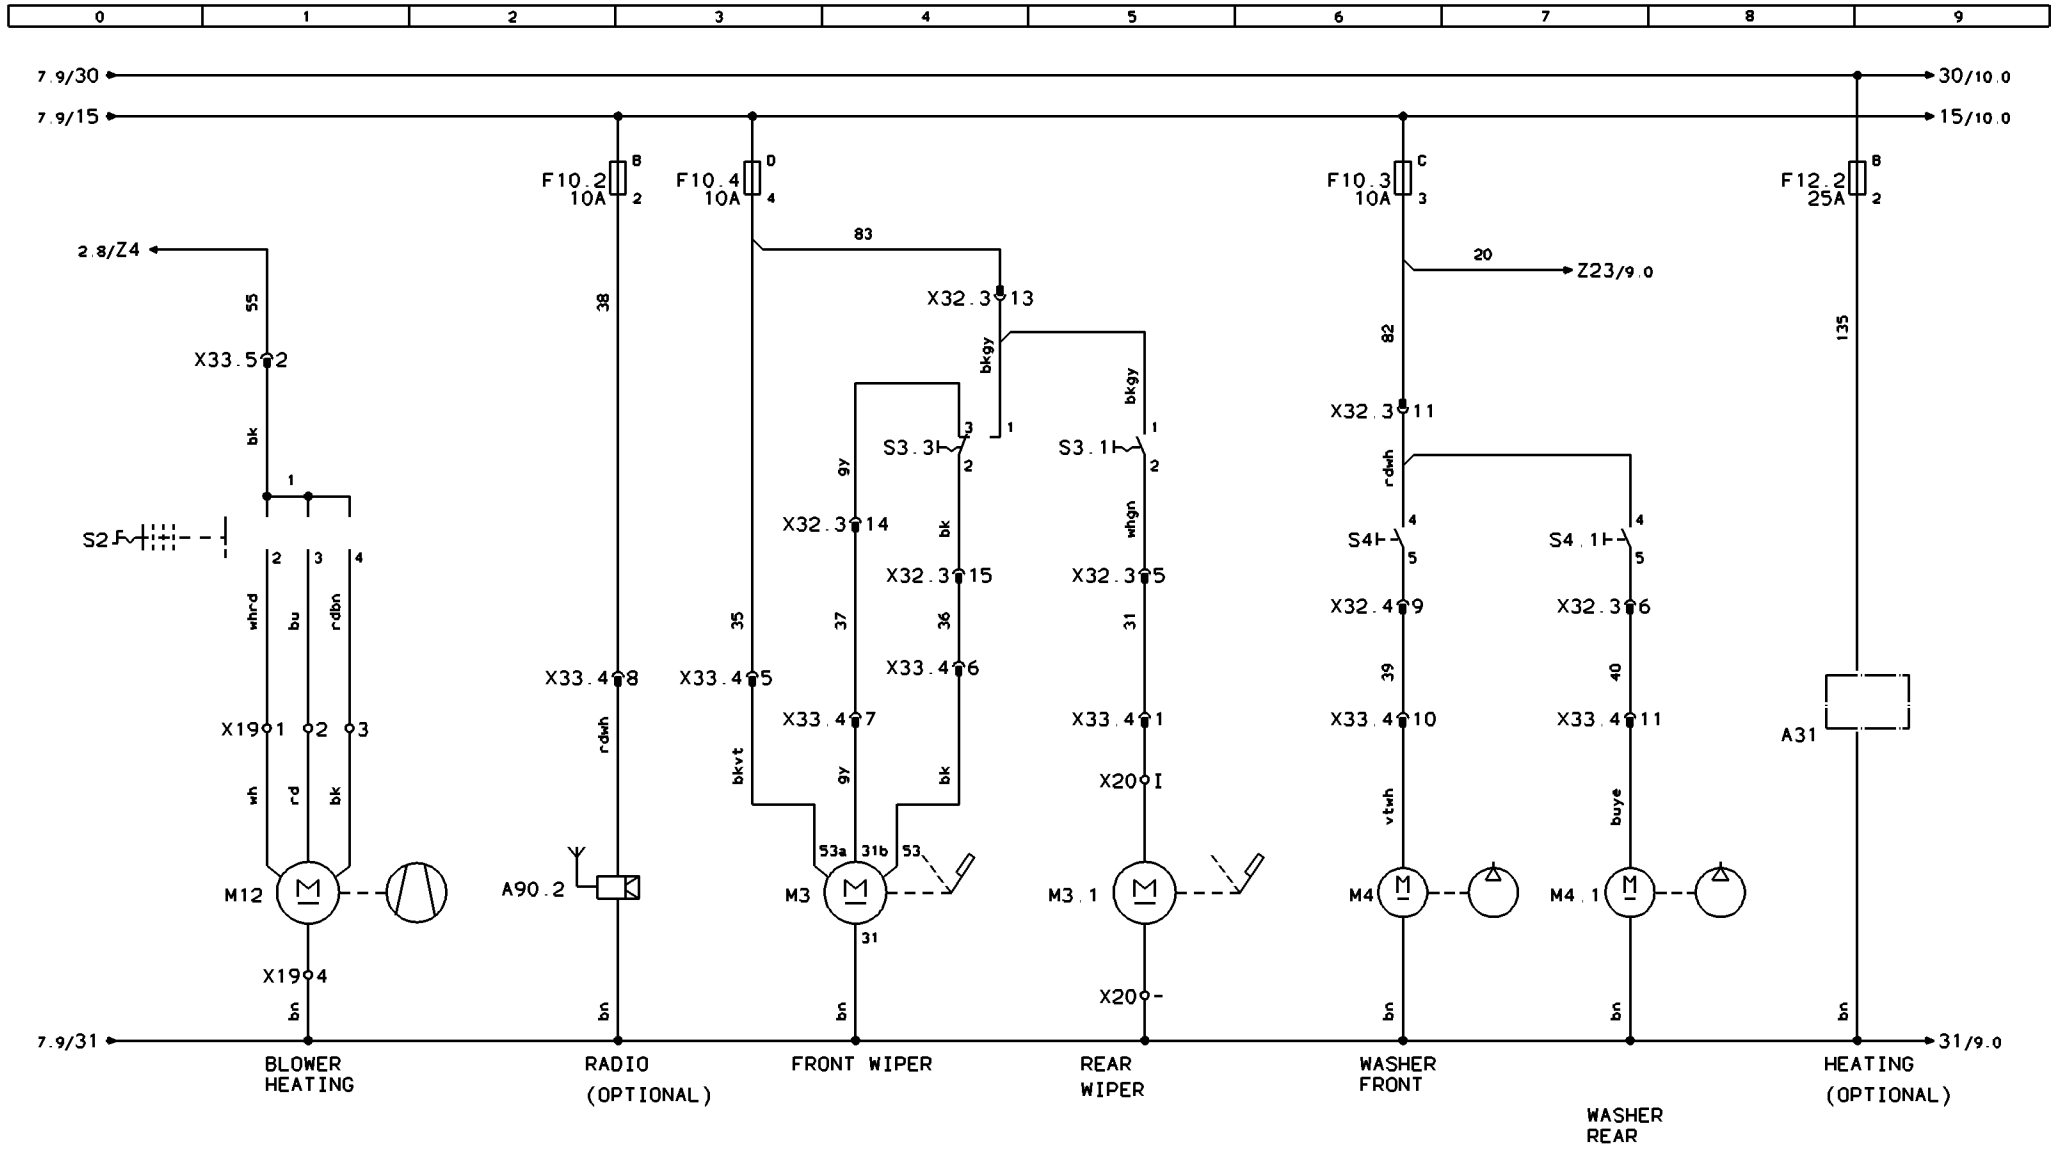 0 1 2 3 4 5 6 7 8 9
7.9/30 30/10.0
7.9/15 15/10.0
F10.2 B
10A 2
F10.4 D
10A 4
F10.3 C
10A 3
F12.2 B
25A 2
2.8/Z4
83
20
Z23/9.0
55
38
X32.3 13
82
135
X33.5 2
bkgy
bkgy
X32.3 11
bk
3
1
S3.3
2
1
S3.1
2
gy
rdwh
1
S2
2 3 4
X32.3 14
bk
whgn
4
S4
5
4
S4.1
5
X32.3 15
X32.3 5
X32.4 9
X32.3 6
whrd
bu
rdbn
35
37
36
31
X33.4 8
X33.4 5
X33.4 6
39
40
X19 1 2 3
rdwh
X33.4 7
X33.4 1
X33.4 10
X33.4 11
A31
wh
rd
bk
bkvt
gy
bk
X20 I
vtwh
buye
53a 31b 53
M12
M
A90.2
M3
M
M3.1
M
M4
M
M4.1
M
31
X19 4
X20 -
bn
bn
bn
bn
bn
bn
7.9/31 31/9.0
BLOWER
HEATING
RADIO
(OPTIONAL)
FRONT WIPER
REAR
WIPER
WASHER
FRONT
WASHER
REAR
HEATING
(OPTIONAL)